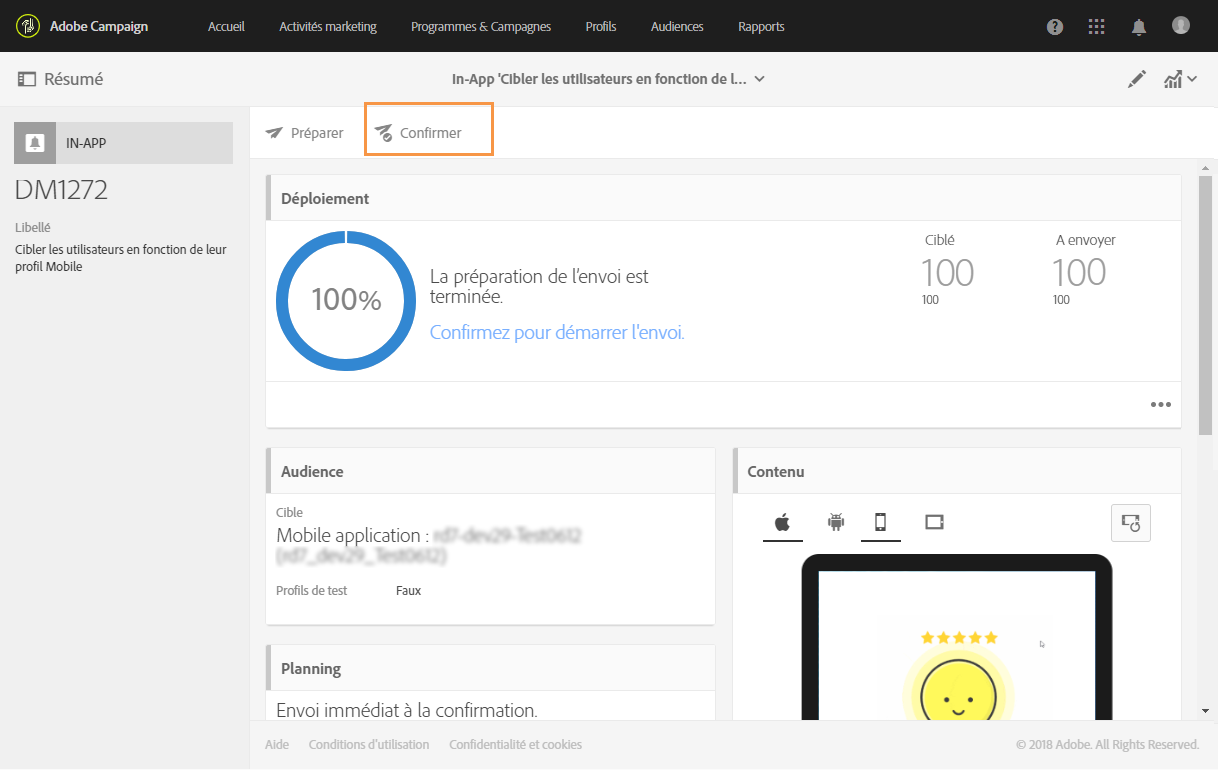 Adobe Campaign Accueil Activités marketing Programmes & Campagnes Profils Audiences Rapports
Résumé
In-App 'Cibler les utilisateurs en fonction de l...
IN-APP
DM1272
Libellé
Cibler les utilisateurs en fonction de leur
profil Mobile
Préparer Confirmer
Déploiement
100%
La préparation de l'envoi est
terminée.
Confirmez pour démarrer l'envoi.
Ciblé A envoyer
100 100
100 100
Audience
Cible
Mobile application : rd7-dev29-Test0612
(rd7_dev29_Test0612)
Profils de test Faux
Planning
Envoi immédiat à la confirmation.
Contenu
Aide Conditions d'utilisation Confidentialité et cookies © 2018 Adobe. All Rights Reserved.